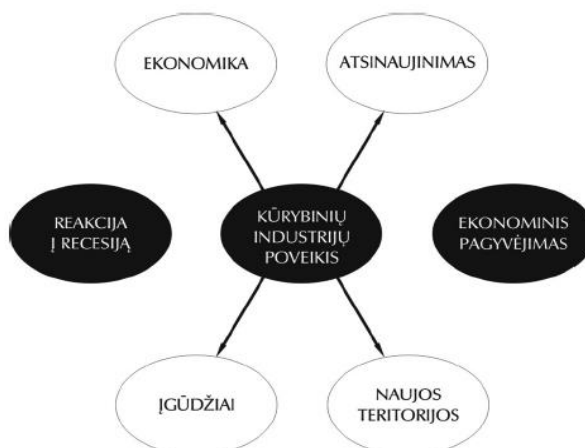 EKONOMIKA
ATSINAUJINIMAS
REAKCIJA
Į RECESIJĄ
KŪRYBINIŲ
INDUSTRIJŲ
POVEIKIS
EKONOMINIS
PAGYVĖJIMAS
ĮGŪDŽIAI
NAUJOS
TERITORIJOS